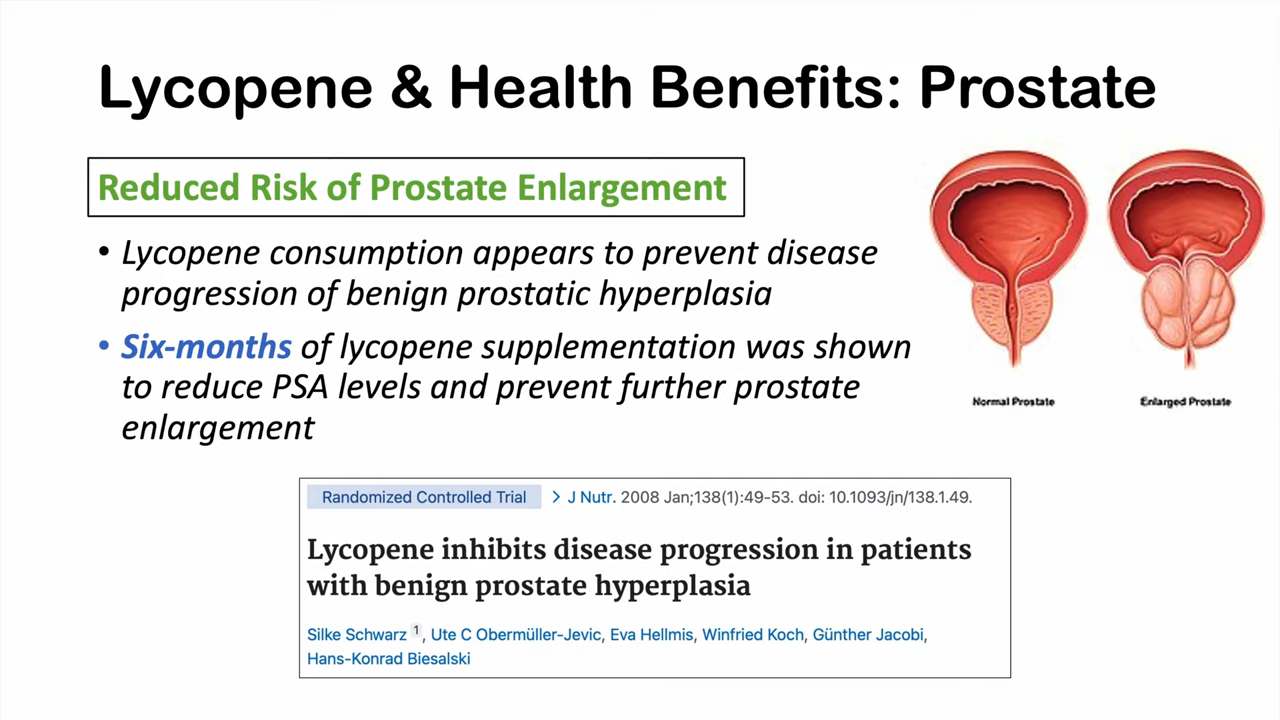 Lycopene & Health Benefits: Prostate
Reduced Risk of Prostate Enlargement
• Lycopene consumption appears to prevent disease
progression of benign prostatic hyperplasia
• Six-months of lycopene supplementation was shown
to reduce PSA levels and prevent further prostate
enlargement
Normal Prostate
Enlarged Prostate
Randomized Controlled Trial > J Nutr. 2008 Jan;138(1):49-53. doi: 10.1093/jn/138.1.49.
Lycopene inhibits disease progression in patients
with benign prostate hyperplasia
Silke Schwarz 1, Ute C Obermüller-Jevic, Eva Hellmis, Winfried Koch, Günther Jacobi,
Hans-Konrad Biesalski